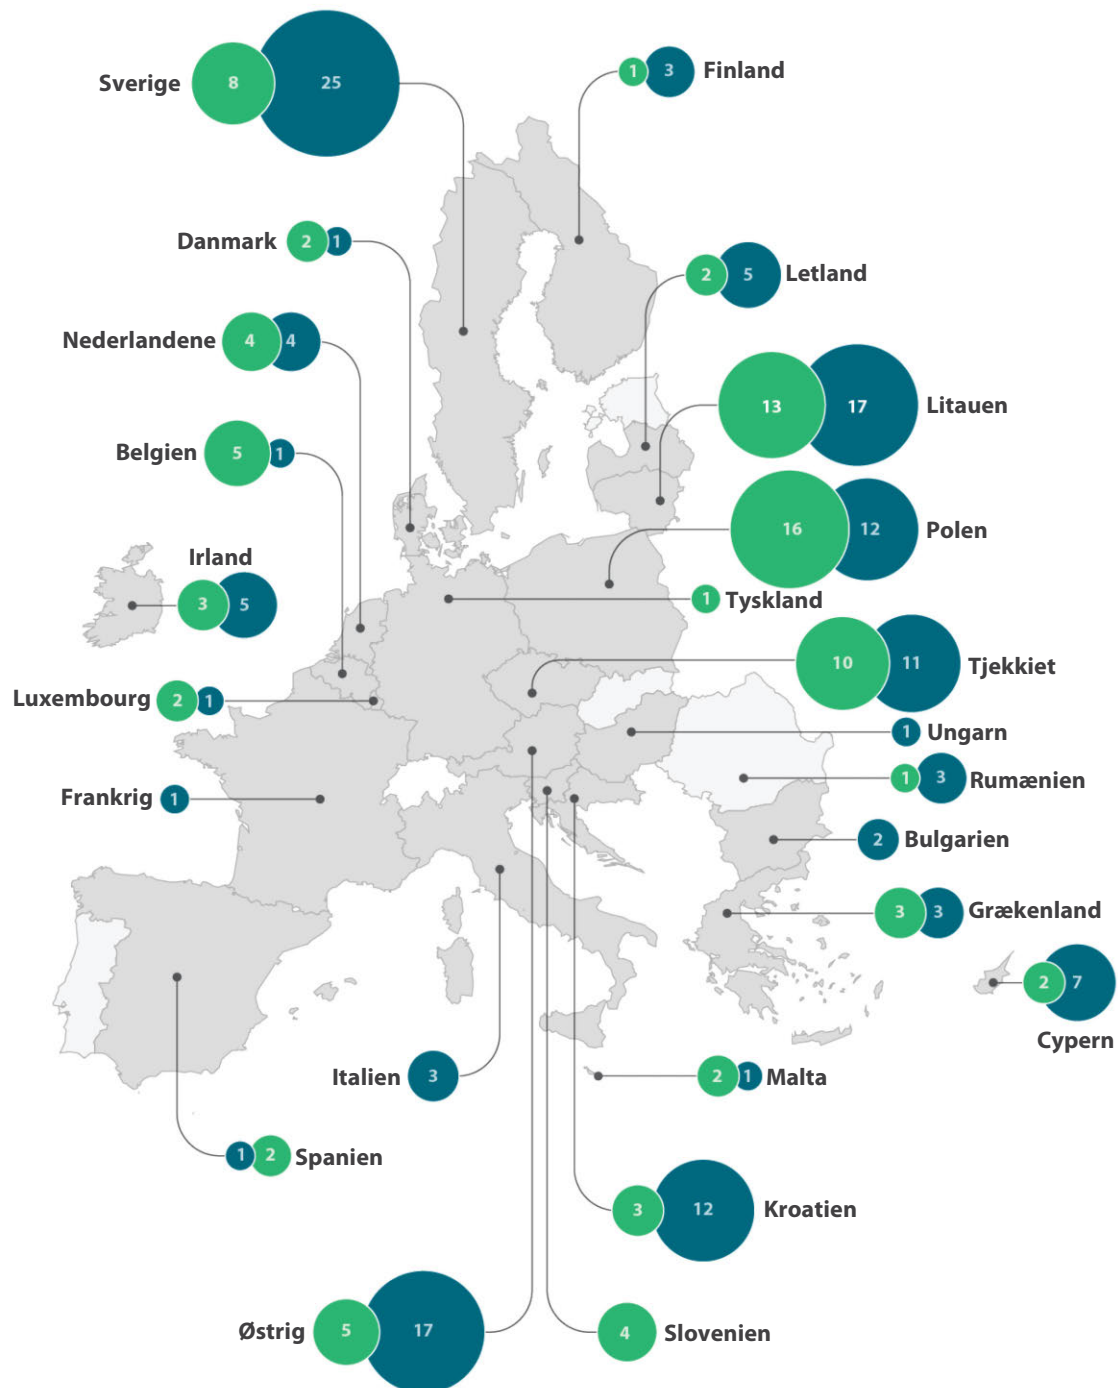 Sverige 8 25
1 3 Finland
Danmark 2 1
2 5 Letland
Nederlandene 4 4
13 17 Litauen
Belgien 5 1
16 12 Polen
Irland
3 5
1 Tyskland
10 11 Tjekkiet
Luxembourg 2 1
1 Ungarn
1 3 Rumænien
Frankrig 1
2 Bulgarien
3 3 Grækenland
2 7
Cypern
Italien 3
2 1 Malta
1 2 Spanien
3 12 Kroatien
Østrig 5 17
4 Slovenien